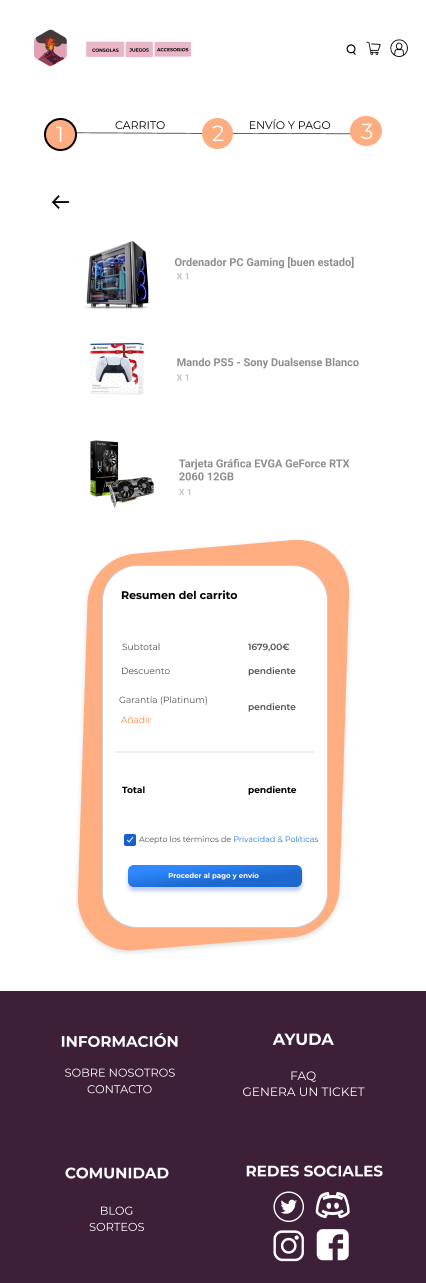 CONSOLAS JUEGOS ACCESORIOS
1 CARRITO 2 ENVÍO Y PAGO 3
Ordenador PC Gaming [buen estado]
X 1
Mando PS5 - Sony Dualsense Blanco
X 1
Tarjeta Gráfica EVGA GeForce RTX
2060 12GB
X 1
Resumen del carrito
Subtotal 1679,00€
Descuento pendiente
Garantía (Platinum) pendiente
Añadir
Total pendiente
Acepto los términos de Privacidad & Políticas
Proceder al pago y envío
INFORMACIÓN
SOBRE NOSOTROS
CONTACTO
AYUDA
FAQ
GENERA UN TICKET
COMUNIDAD
BLOG
SORTEOS
REDES SOCIALES